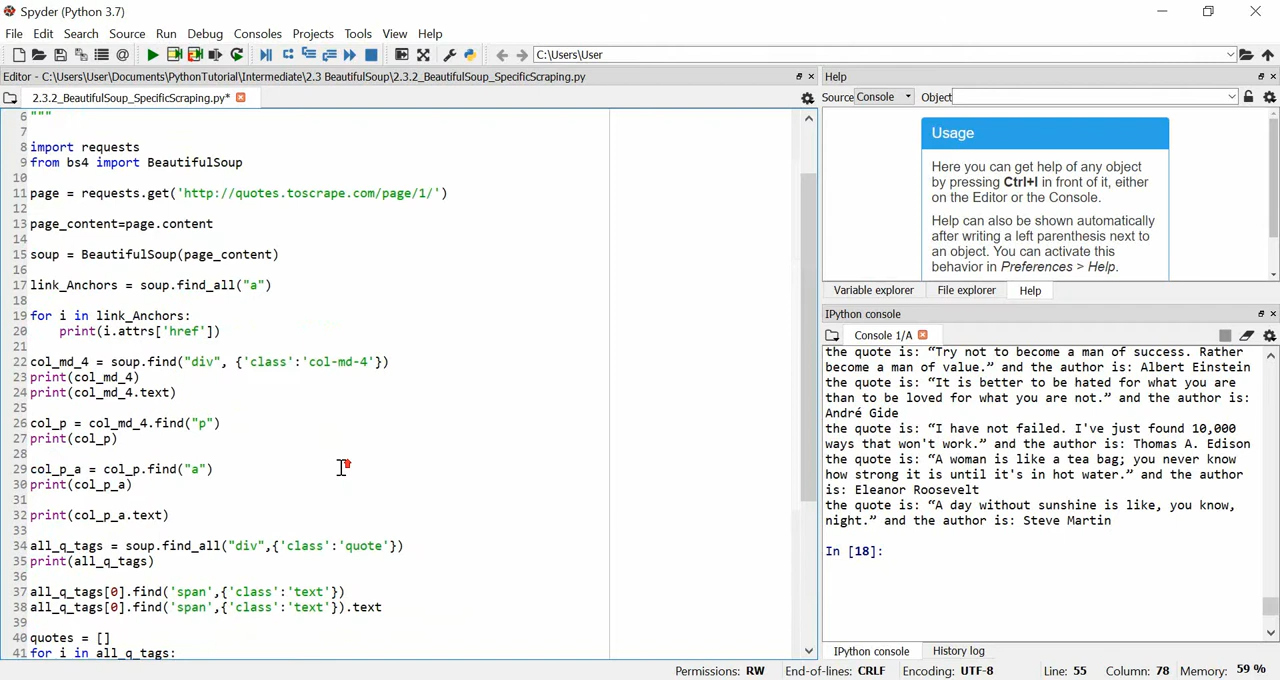 Spyder (Python 3.7)
File Edit Search Source Run Debug Consoles Projects Tools View Help
C:\Users\User
Editor - C:\Users\User\Documents\PythonTutorial\Intermediate\2.3 BeautifulSoup\2.3.2_BeautifulSoup_SpecificScraping.py
2.3.2_BeautifulSoup_SpecificScraping.py*
6 """
7
8 import requests
9 from bs4 import BeautifulSoup
10
11 page = requests.get('http://quotes.toscrape.com/page/1/')
12
13 page_content=page.content
14
15 soup = BeautifulSoup(page_content)
16
17 link_Anchors = soup.find_all("a")
18
19 for i in link_Anchors:
20     print(i.attrs['href'])
21
22 col_md_4 = soup.find("div", {'class':'col-md-4'})
23 print(col_md_4)
24 print(col_md_4.text)
25
26 col_p = col_md_4.find("p")
27 print(col_p)
28
29 col_p_a = col_p.find("a")
30 print(col_p_a)
31
32 print(col_p_a.text)
33
34 all_q_tags = soup.find_all("div",{'class':'quote'})
35 print(all_q_tags)
36
37 all_q_tags[0].find('span',{'class':'text'})
38 all_q_tags[0].find('span',{'class':'text'}).text
39
40 quotes = []
41 for i in all_q_tags:
Help
Source Console Object
Usage
Here you can get help of any object
by pressing Ctrl+I in front of it, either
on the Editor or the Console.
Help can also be shown automatically
after writing a left parenthesis next to
an object. You can activate this
behavior in Preferences > Help.
Variable explorer File explorer Help
IPython console
Console 1/A
the quote is: “Try not to become a man of success. Rather
become a man of value.” and the author is: Albert Einstein
the quote is: “It is better to be hated for what you are
than to be loved for what you are not.” and the author is:
André Gide
the quote is: “I have not failed. I've just found 10,000
ways that won't work.” and the author is: Thomas A. Edison
the quote is: “A woman is like a tea bag; you never know
how strong it is until it's in hot water.” and the author
is: Eleanor Roosevelt
the quote is: “A day without sunshine is like, you know,
night.” and the author is: Steve Martin
In [18]:
IPython console History log
Permissions: RW End-of-lines: CRLF Encoding: UTF-8 Line: 55 Column: 78 Memory: 59 %